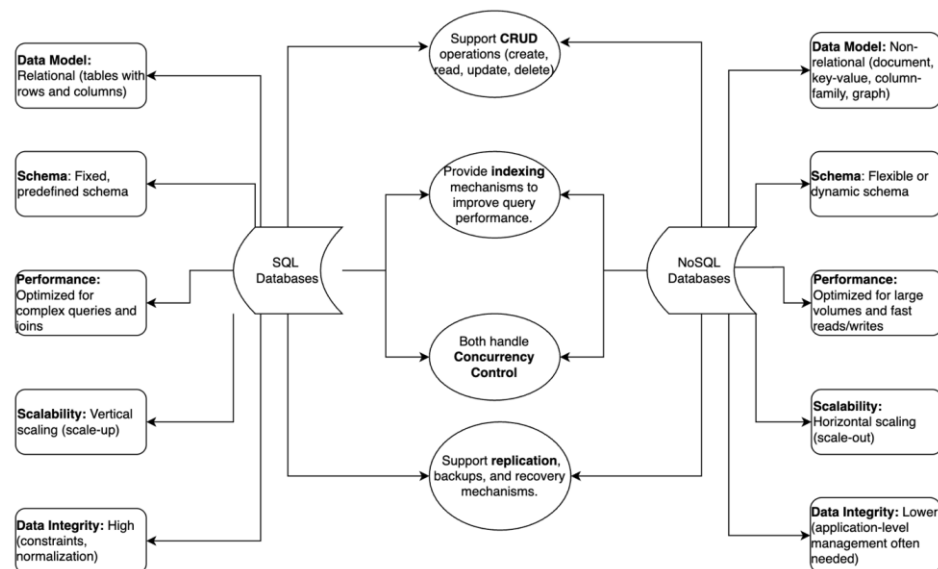 Data Model:
Relational (tables with
rows and columns)
Schema: Fixed,
predefined schema
Performance:
Optimized for
complex queries and
joins
Scalability: Vertical
scaling (scale-up)
Data Integrity: High
(constraints,
normalization)
SQL
Databases
Support CRUD
operations (create,
read, update, delete)
Provide indexing
mechanisms to
improve query
performance.
Both handle
Concurrency
Control
Support replication,
backups, and recovery
mechanisms.
NoSQL
Databases
Data Model: Non-
relational (document,
key-value, column-
family, graph)
Schema: Flexible or
dynamic schema
Performance:
Optimized for large
volumes and fast
reads/writes
Scalability:
Horizontal scaling
(scale-out)
Data Integrity: Lower
(application-level
management often
needed)